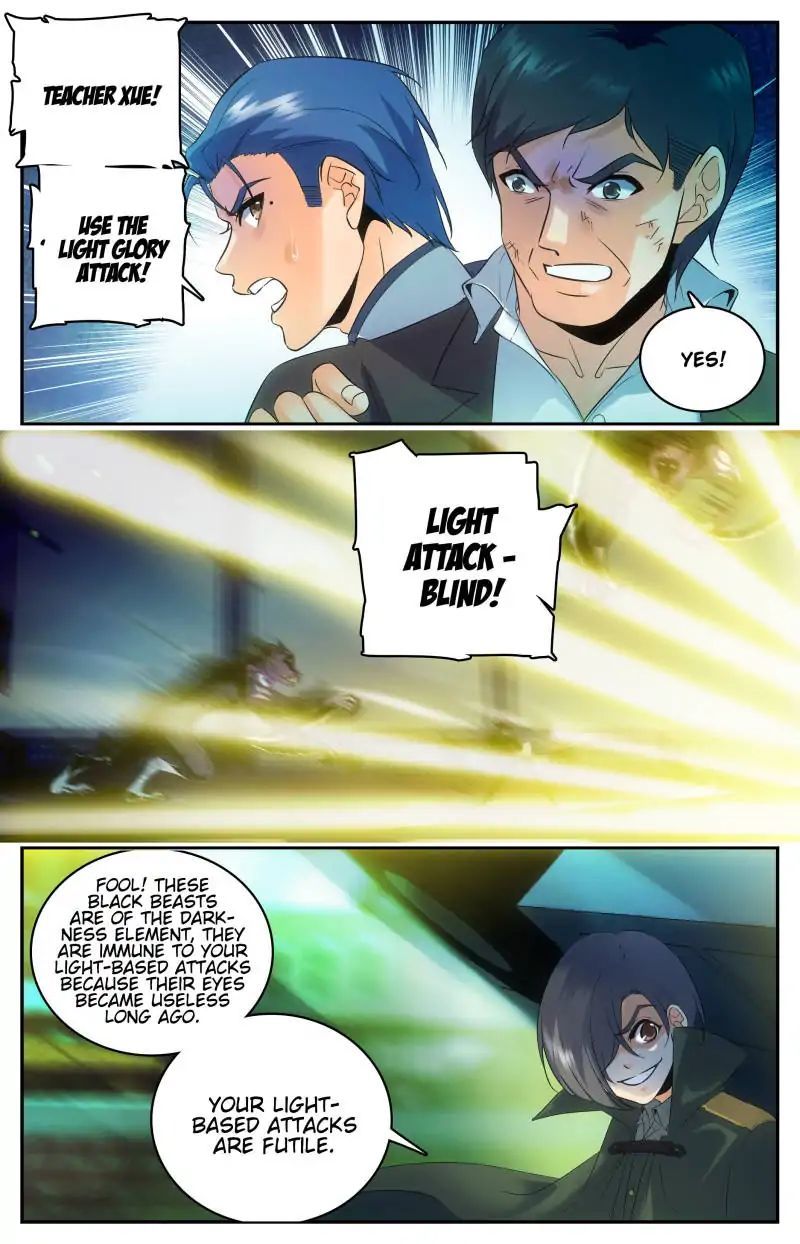 TEACHER XUE!
USE THE
LIGHT GLORY
ATTACK!
YES!
LIGHT
ATTACK -
BLIND!
FOOL! THESE
BLACK BEASTS
ARE OF THE DARK-
NESS ELEMENT, THEY
ARE IMMUNE TO YOUR
LIGHT-BASED ATTACKS
BECAUSE THEIR EYES
BECAME USELESS
LONG AGO.
YOUR LIGHT-
BASED ATTACKS
ARE FUTILE.